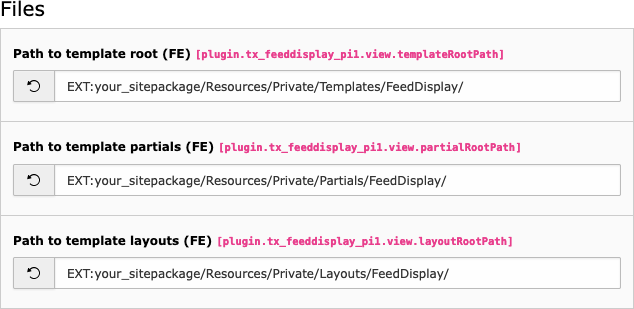 Files
Path to template root (FE) [plugin.tx_feeddisplay_pi1.view.templateRootPath]
EXT:your_sitepackage/Resources/Private/Templates/FeedDisplay/
Path to template partials (FE) [plugin.tx_feeddisplay_pi1.view.partialRootPath]
EXT:your_sitepackage/Resources/Private/Partials/FeedDisplay/
Path to template layouts (FE) [plugin.tx_feeddisplay_pi1.view.layoutRootPath]
EXT:your_sitepackage/Resources/Private/Layouts/FeedDisplay/